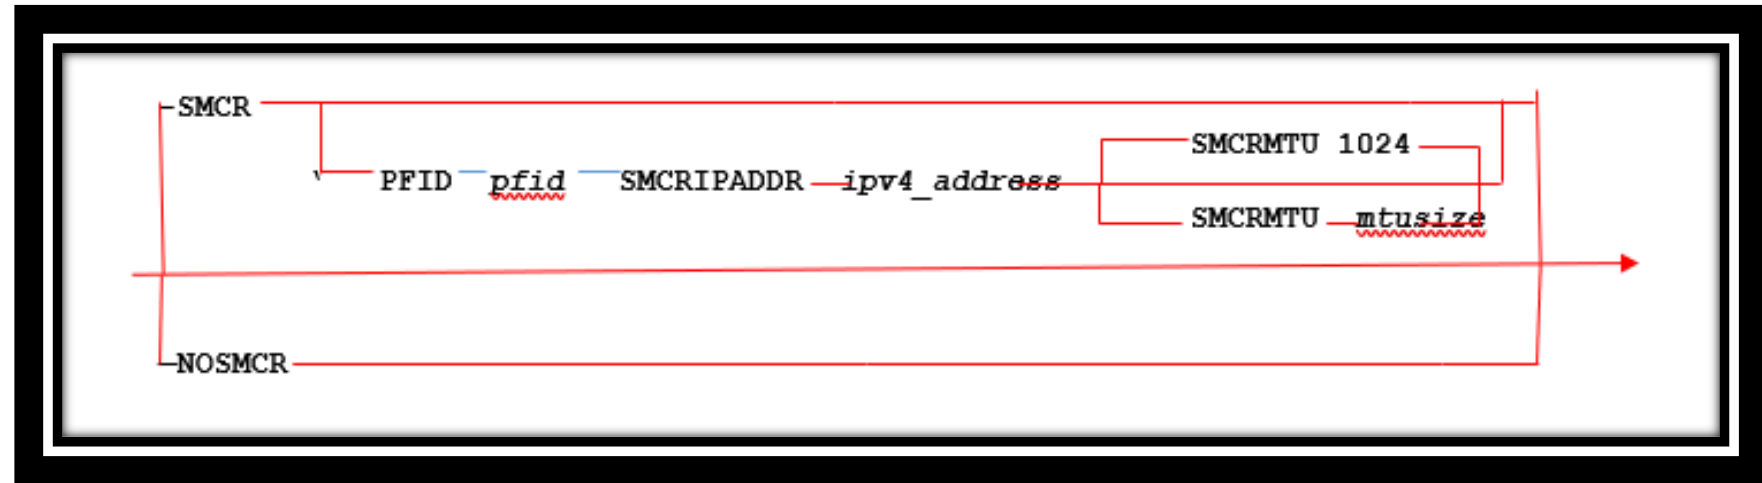 SMCR
SMCRMTU 1024
PFID pfid SMCRIPADDR ipv4_address
SMCRMTU mtusize
NOSMCR